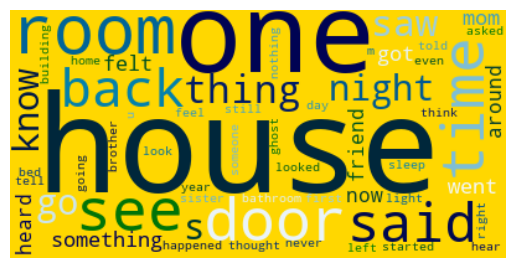 room
one
saw
mom
asked
building
home
felt
nothing
got
m
told
even
know
back
thing
night
time
around
house
u
feel
still
day
think
brother
look
someone
ghost
looked
friend
sleep
bed
tell
going
year
sister
bathroom
first
now
light
went
right
heard
go
see
s
door
said
something
happened
thought
never
left
started
hear